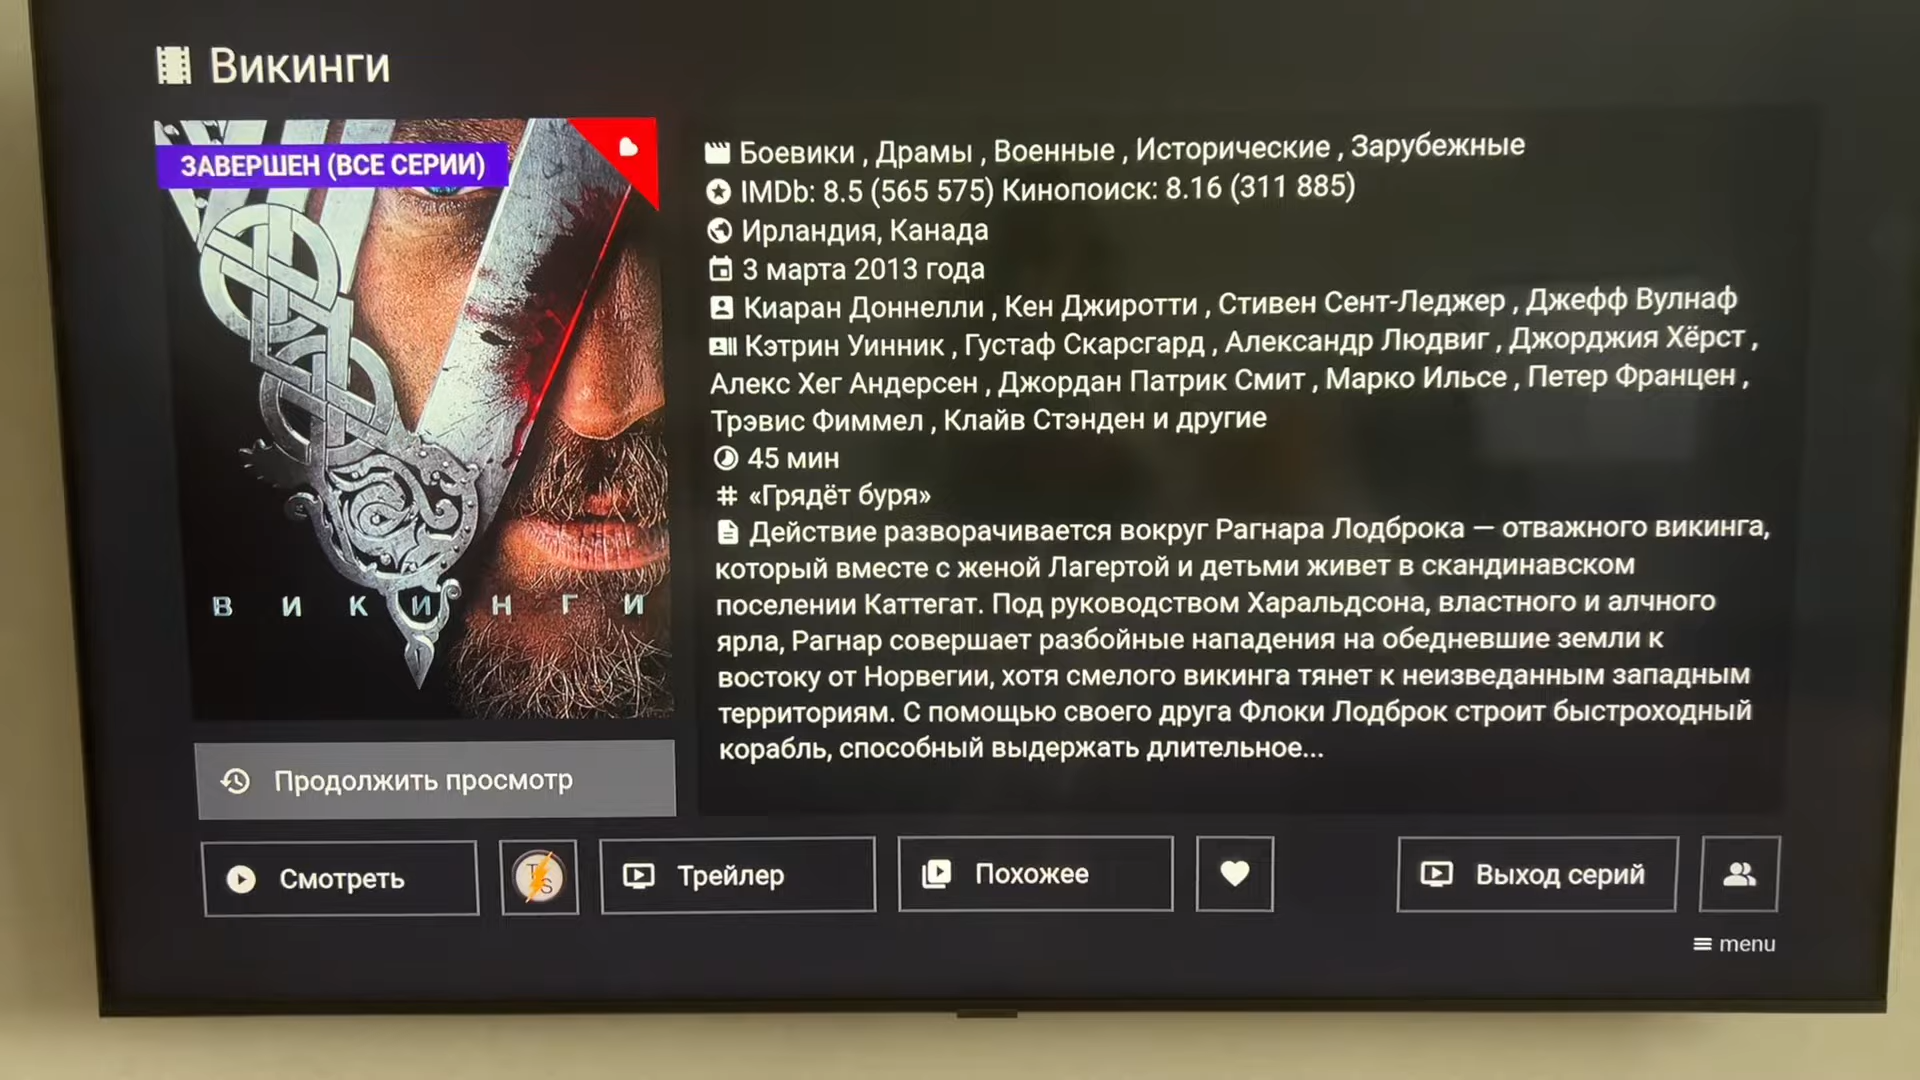 Викинги
ЗАВЕРШЕН (ВСЕ СЕРИИ)
В И К И Н Г И
Боевики , Драмы , Военные , Исторические , Зарубежные
IMDb: 8.5 (565 575) Кинопоиск: 8.16 (311 885)
Ирландия, Канада
3 марта 2013 года
Киаран Доннелли , Кен Джиротти , Стивен Сент-Леджер , Джефф Вулнаф
Кэтрин Уинник , Густаф Скарсгард , Александр Людвиг , Джорджия Хёрст ,
Алекс Хег Андерсен , Джордан Патрик Смит , Марко Ильсе , Петер Францен ,
Трэвис Фиммел , Клайв Стэнден и другие
45 мин
# «Грядёт буря»
Действие разворачивается вокруг Рагнара Лодброка — отважного викинга,
который вместе с женой Лагертой и детьми живет в скандинавском
поселении Каттегат. Под руководством Харальдсона, властного и алчного
ярла, Рагнар совершает разбойные нападения на обедневшие земли к
востоку от Норвегии, хотя смелого викинга тянет к неизведанным западным
территориям. С помощью своего друга Флоки Лодброк строит быстроходный
корабль, способный выдержать длительное...
Продолжить просмотр
Смотреть
TS
Трейлер
Похожее
Выход серий
menu